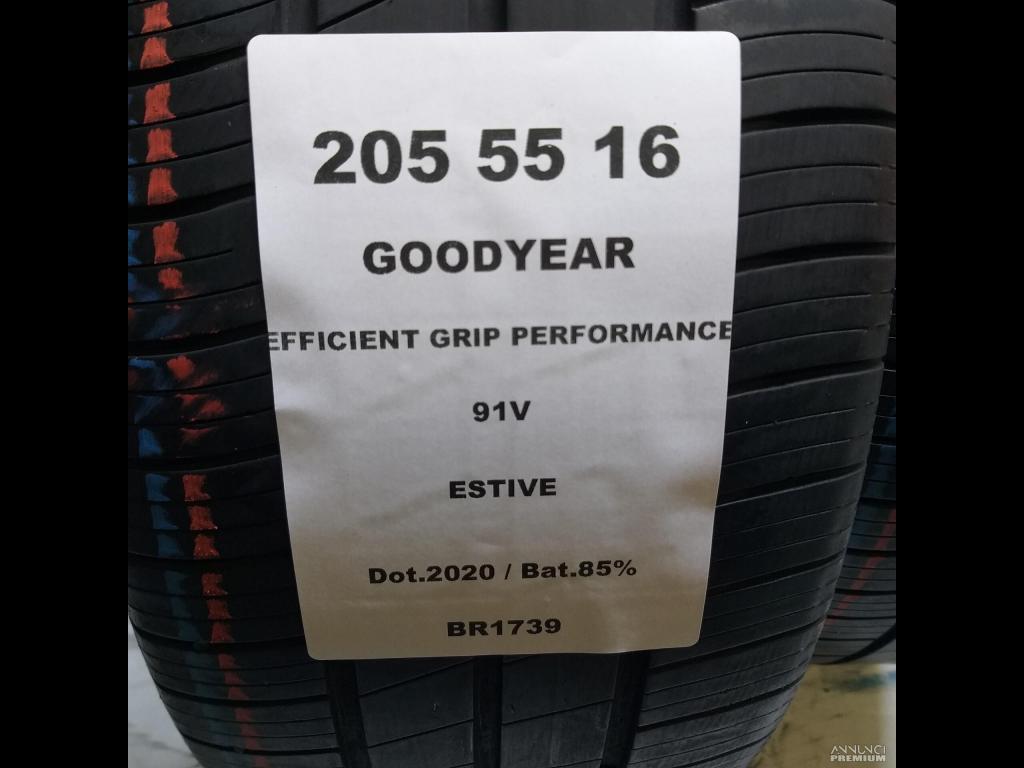 205 55 16
GOODYEAR
EFFICIENT GRIP PERFORMANCE
91V
ESTIVE
Dot.2020 / Bat.85%
BR1739
ANNUNCI
PREMIUM